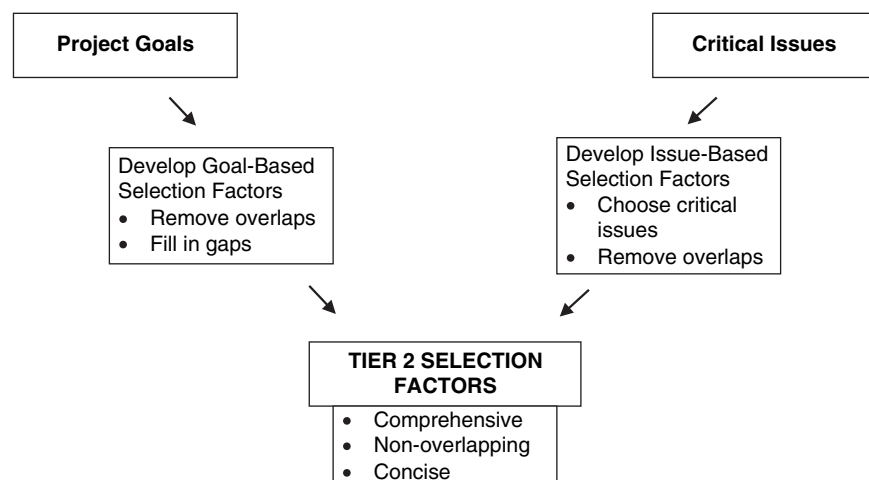 Project Goals
Critical Issues
Develop Goal-Based
Selection Factors
• Remove overlaps
• Fill in gaps
Develop Issue-Based
Selection Factors
• Choose critical
issues
• Remove overlaps
TIER 2 SELECTION
FACTORS
• Comprehensive
• Non-overlapping
• Concise